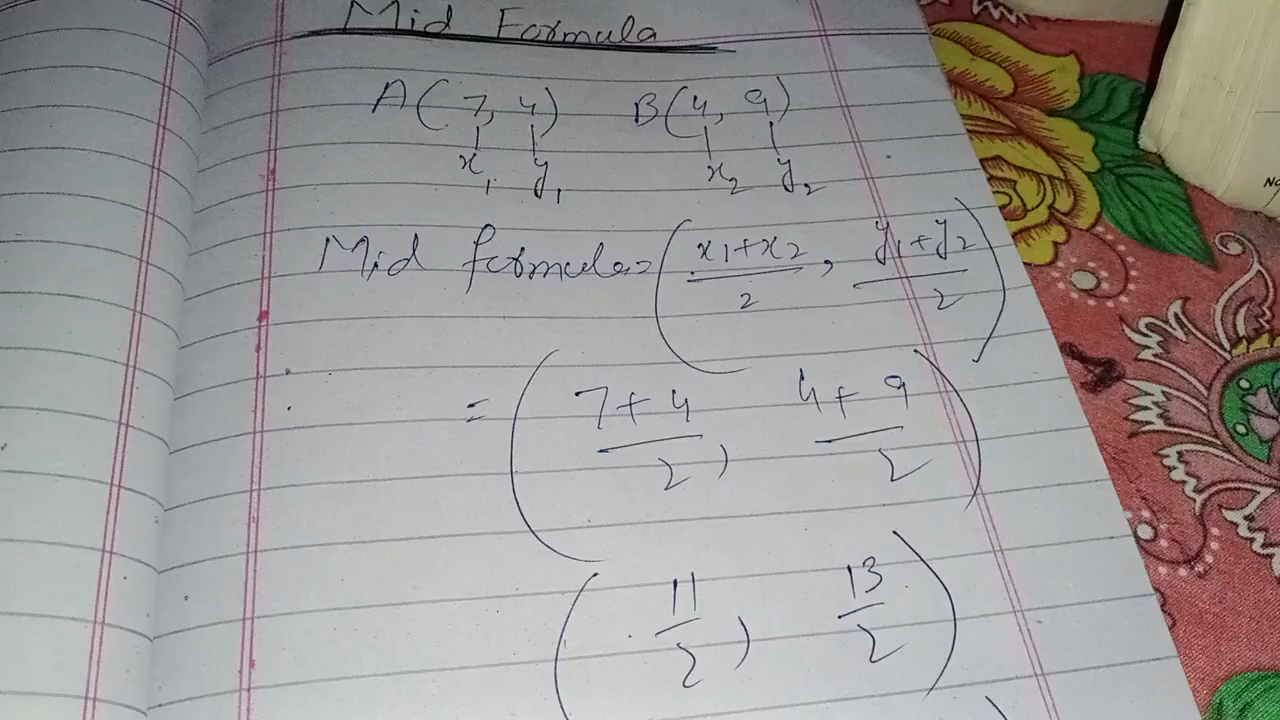 Mid Formula
A(7, 4) B(4, 9)
x₁ y₁ x₂ y₂
Mid formula = (x₁+x₂/2, y₁+y₂/2)
= (7+4/2, 4+9/2)
(11/2, 13/2)